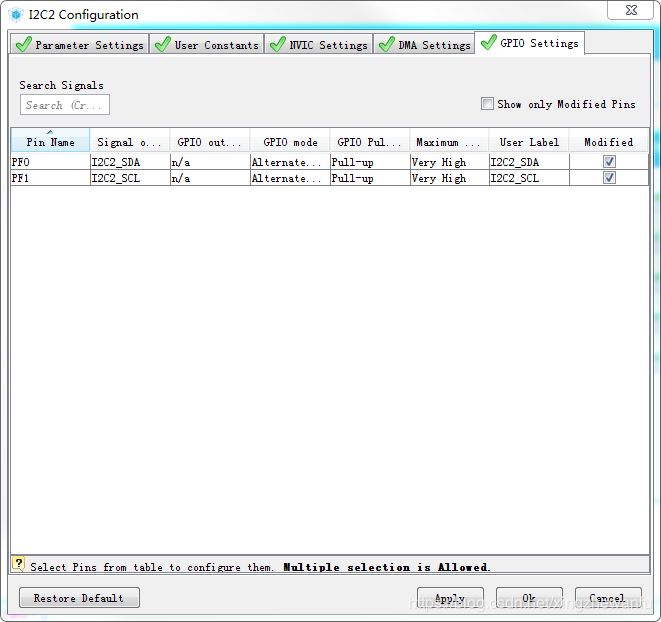 I2C2 Configuration
Parameter Settings User Constants NVIC Settings DMA Settings GPIO Settings
Search Signals
Search (Cr...
Show only Modified Pins
Pin Name Signal o... GPIO out... GPIO mode GPIO Pul... Maximum ... User Label Modified
PF0 I2C2_SDA n/a Alternate... Pull-up Very High I2C2_SDA
PF1 I2C2_SCL n/a Alternate... Pull-up Very High I2C2_SCL
Select Pins from table to configure them. Multiple selection is Allowed.
Restore Default Apply Ok Cancel
https://blog.csdn.net/xingzhewanlu